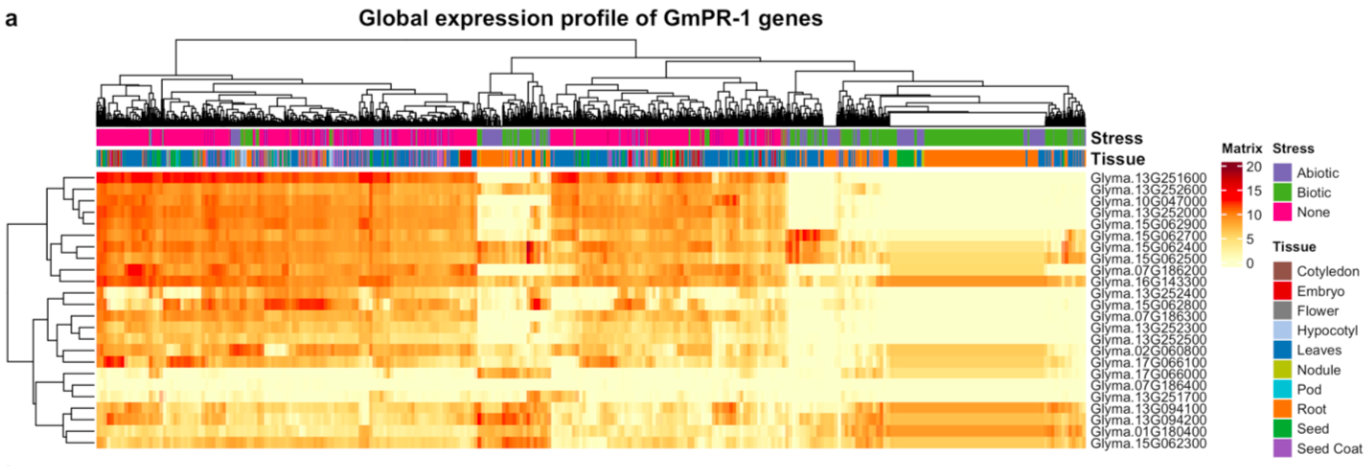 a
Global expression profile of GmPR-1 genes
Stress
Tissue
Glyma.13G251600
Glyma.13G252600
Glyma.10G047000
Glyma.13G252000
Glyma.15G062900
Glyma.15G062700
Glyma.15G062400
Glyma.15G062500
Glyma.07G186200
Glyma.16G143300
Glyma.13G252400
Glyma.15G062800
Glyma.07G186300
Glyma.13G252300
Glyma.13G252500
Glyma.02G060800
Glyma.17G066100
Glyma.17G066000
Glyma.07G186400
Glyma.13G251700
Glyma.13G094100
Glyma.13G094200
Glyma.01G180400
Glyma.15G062300
Matrix
20
15
10
5
0
Stress
Abiotic
Biotic
None
Tissue
Cotyledon
Embryo
Flower
Hypocotyl
Leaves
Nodule
Pod
Root
Seed
Seed Coat